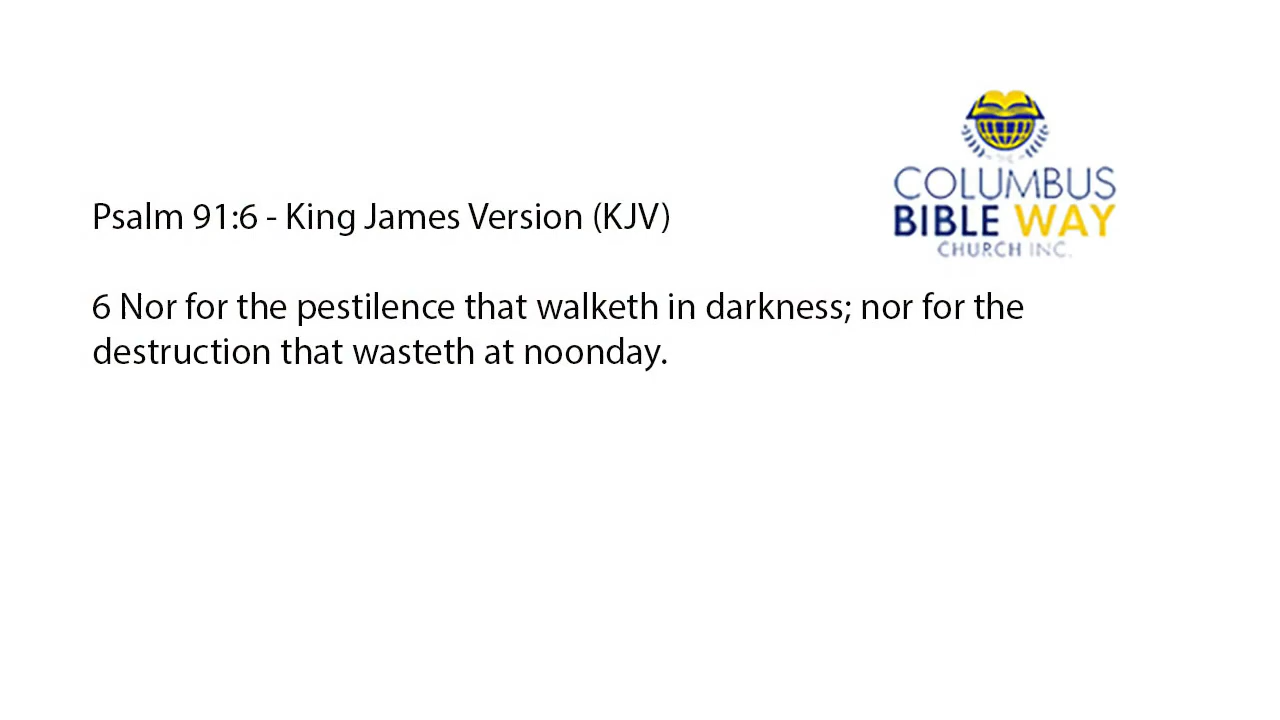 THE
COLUMBUS
BIBLE WAY
CHURCH INC.
Psalm 91:6 - King James Version (KJV)
6 Nor for the pestilence that walketh in darkness; nor for the
destruction that wasteth at noonday.